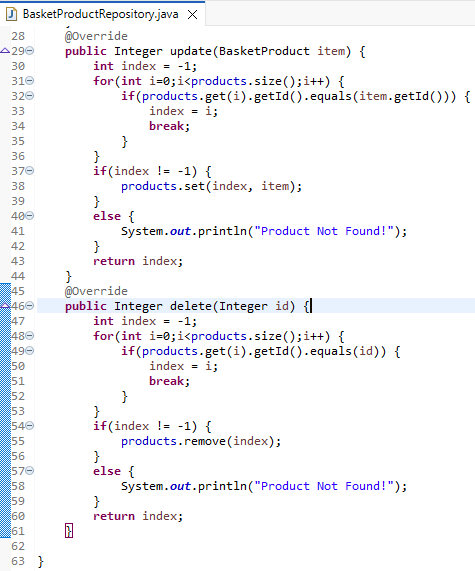 BasketProductRepository.java
28 @Override
29 public Integer update(BasketProduct item) {
30 int index = -1;
31 for(int i=0;i<products.size();i++) {
32 if(products.get(i).getId().equals(item.getId())) {
33 index = i;
34 break;
35 }
36 }
37 if(index != -1) {
38 products.set(index, item);
39 }
40 else {
41 System.out.println("Product Not Found!");
42 }
43 return index;
44 }
45 @Override
46 public Integer delete(Integer id) {
47 int index = -1;
48 for(int i=0;i<products.size();i++) {
49 if(products.get(i).getId().equals(id)) {
50 index = i;
51 break;
52 }
53 }
54 if(index != -1) {
55 products.remove(index);
56 }
57 else {
58 System.out.println("Product Not Found!");
59 }
60 return index;
61 }
62
63 }